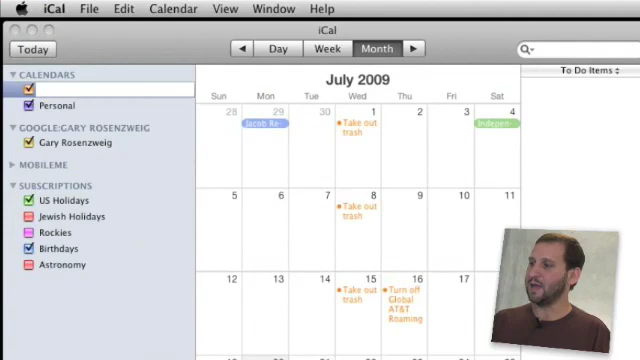 iCal File Edit Calendar View Window Help
iCal
Today
Day Week Month
CALENDARS
Personal
GOOGLE:GARY ROSENZWEIG
Gary Rosenzweig
MOBILEME
SUBSCRIPTIONS
US Holidays
Jewish Holidays
Rockies
Birthdays
Astronomy
July 2009
Sun Mon Tue Wed Thu Fri Sat
28 29 30 1 2 3 4
Jacob Re-
Take out
trash
Indepen-
5 6 7 8 9 10 11
Take out
trash
12 13 14 15 16 17
Take out
trash
Turn off
Global
AT&T
Roaming
To Do Items